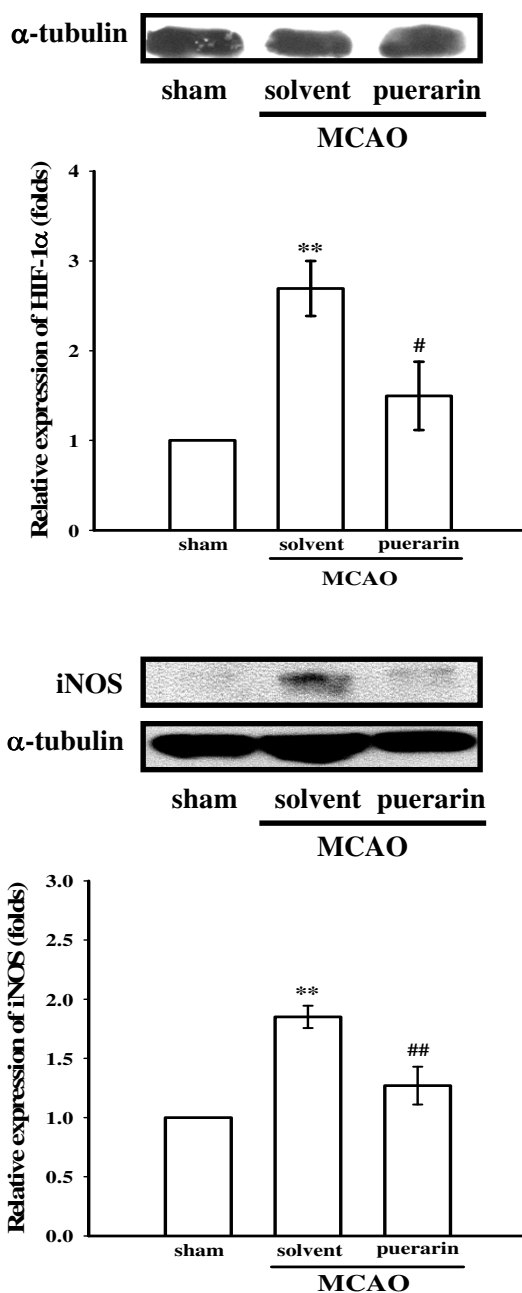 α-tubulin
sham solvent puerarin
MCAO
Relative expression of HIF-1α (folds)
4
3
2
1
0
**
#
sham solvent puerarin
MCAO
iNOS
α-tubulin
sham solvent puerarin
MCAO
Relative expression of iNOS (folds)
3.0
2.5
2.0
1.5
1.0
0.5
0.0
**
##
sham solvent puerarin
MCAO